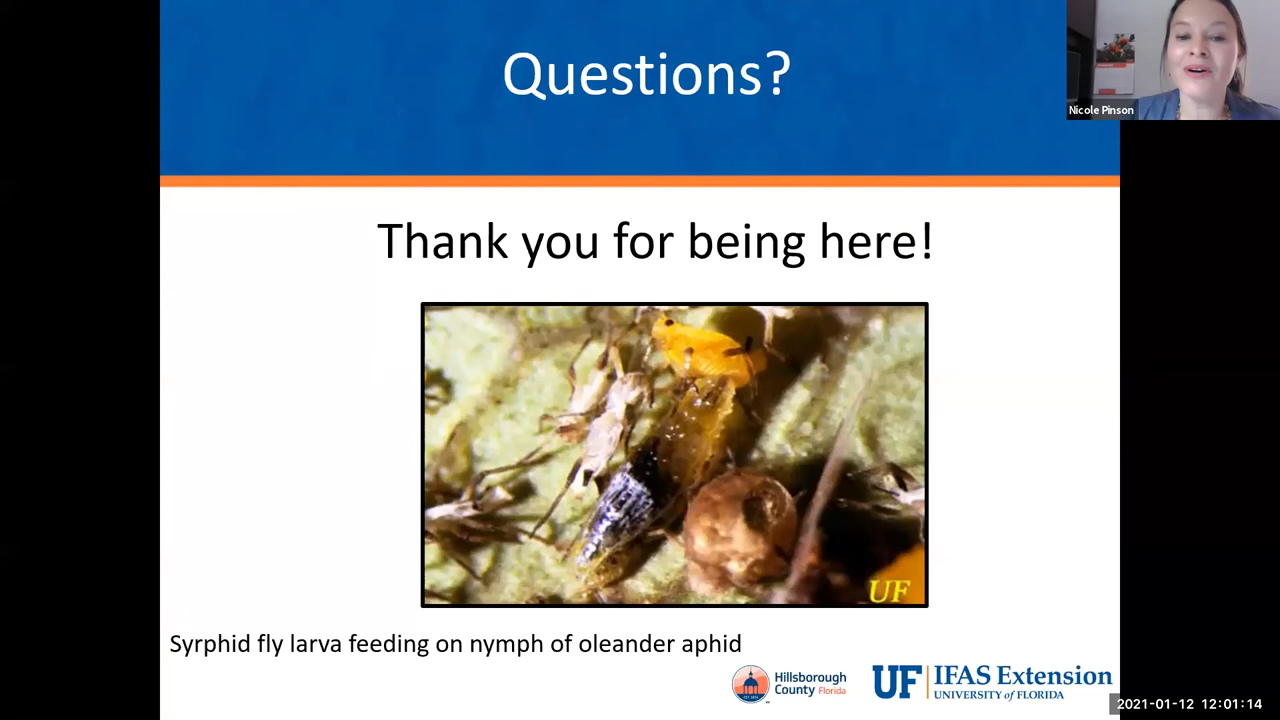 Questions?
Nicole Pinson
Thank you for being here!
UF
Syrphid fly larva feeding on nymph of oleander aphid
Hillsborough
County Florida
UF IFAS Extension
UNIVERSITY of FLORIDA
2021-01-12 12:01:14